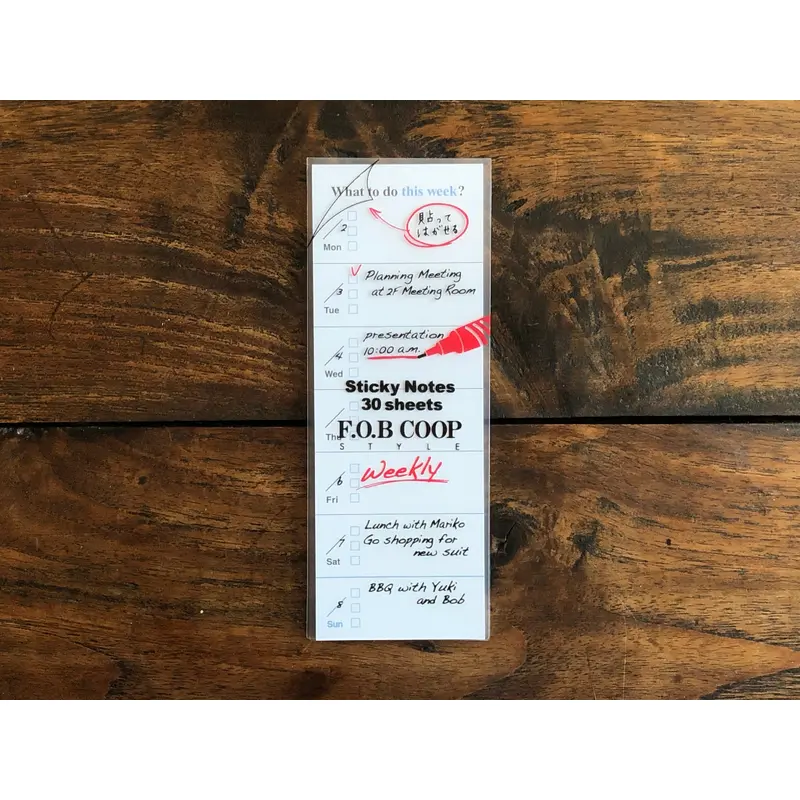 What to do this week?
貼って
はがせる
/2
Mon
Planning Meeting
/3
at 2F Meeting Room
Tue
presentation
/4
10:00 a.m.
Wed
Sticky Notes
30 sheets
Thu
F.O.B COOP
STYLE
Weekly
/6
Fri
Lunch with Mariko
/7
Go shopping for
new suit
Sat
BBQ with Yuki
/8
and Bob
Sun